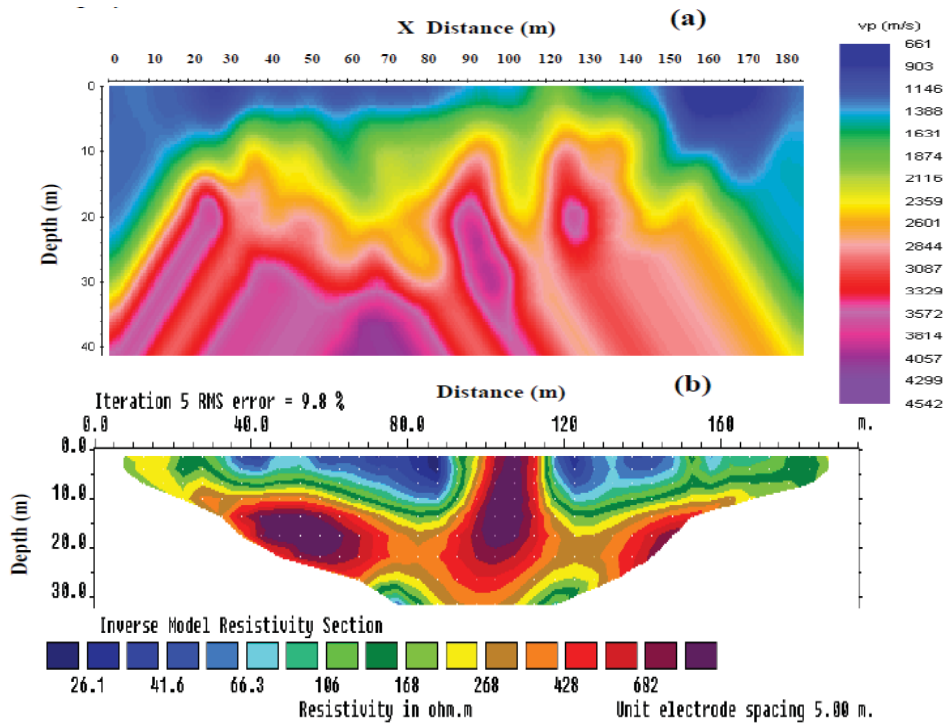 (a)
X Distance (m)
vp (m/s)
0 10 20 30 40 50 60 70 80 90 100 110 120 130 140 150 160 170 180
0
10
20
30
40
Depth (m)
661
903
1146
1388
1631
1874
2116
2359
2601
2844
3087
3329
3572
3814
4057
4299
4542
Distance (m) (b)
Iteration 5 RMS error = 9.8 %
0.0 40.0 80.0 120 160 m.
0.0
10.0
20.0
30.0
Depth (m)
Inverse Model Resistivity Section
26.1 41.6 66.3 106 168 268 428 682
Resistivity in ohm.m Unit electrode spacing 5.00 m.